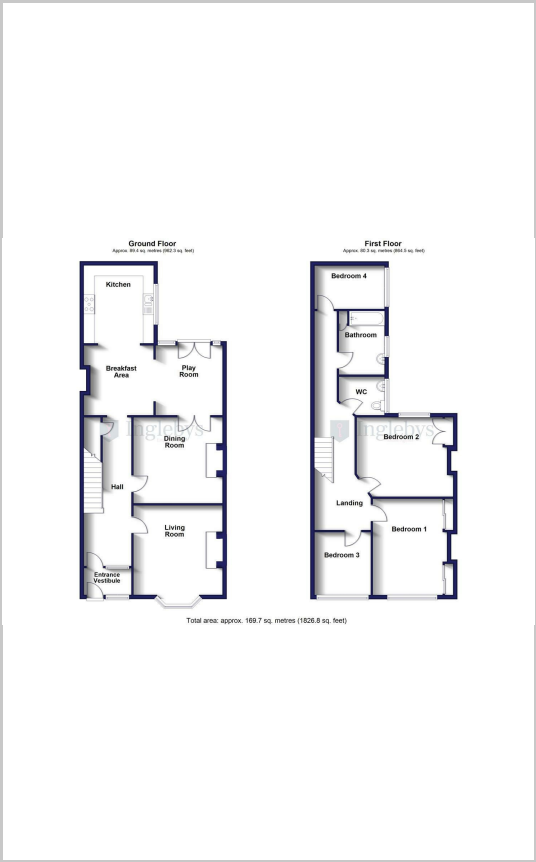 Ground Floor
Approx. 89.4 sq. metres (962.3 sq. feet)
Kitchen
Breakfast
Area
Play
Room
Inglebys
Dining
Room
Hall
Living
Room
Entrance
Vestibule
First Floor
Approx. 80.3 sq. metres (864.5 sq. feet)
Bedroom 4
Bathroom
WC
Inglebys
Bedroom 2
Landing
Bedroom 1
Bedroom 3
Total area: approx. 169.7 sq. metres (1826.8 sq. feet)